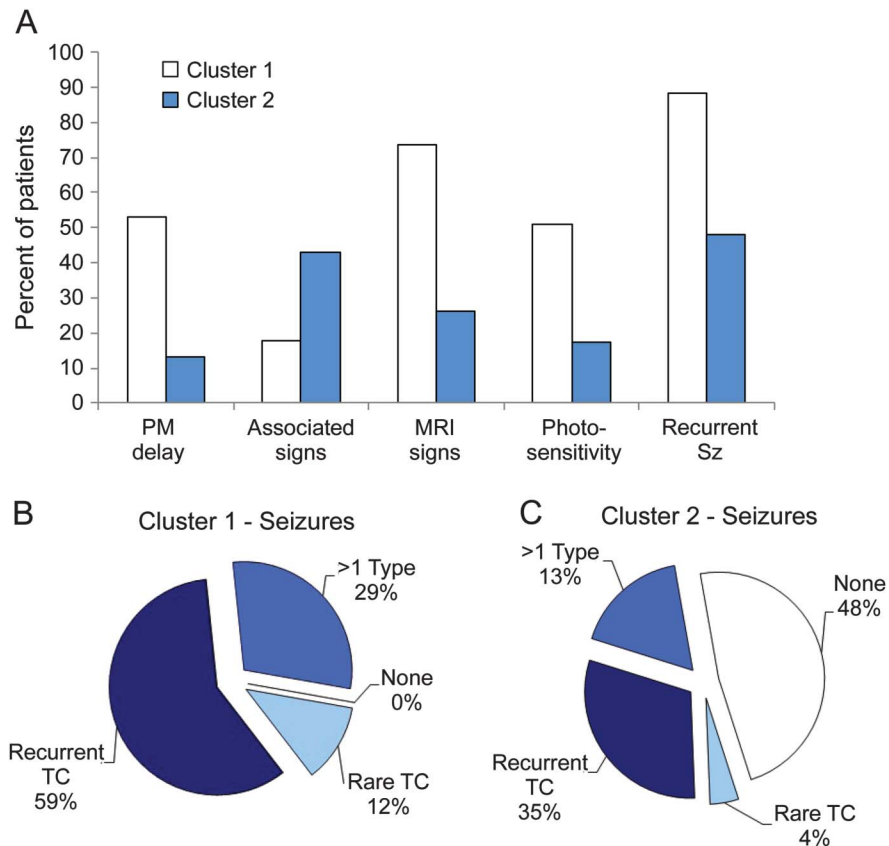 A
100
90
80
70
60
50
40
30
20
10
0
Percent of patients
Cluster 1
Cluster 2
PM
delay
Associated
signs
MRI
signs
Photo-
sensitivity
Recurrent
Sz
B
Cluster 1 - Seizures
>1 Type
29%
None
0%
Rare TC
12%
Recurrent
TC
59%
C
Cluster 2 - Seizures
>1 Type
13%
None
48%
Recurrent
TC
35%
Rare TC
4%